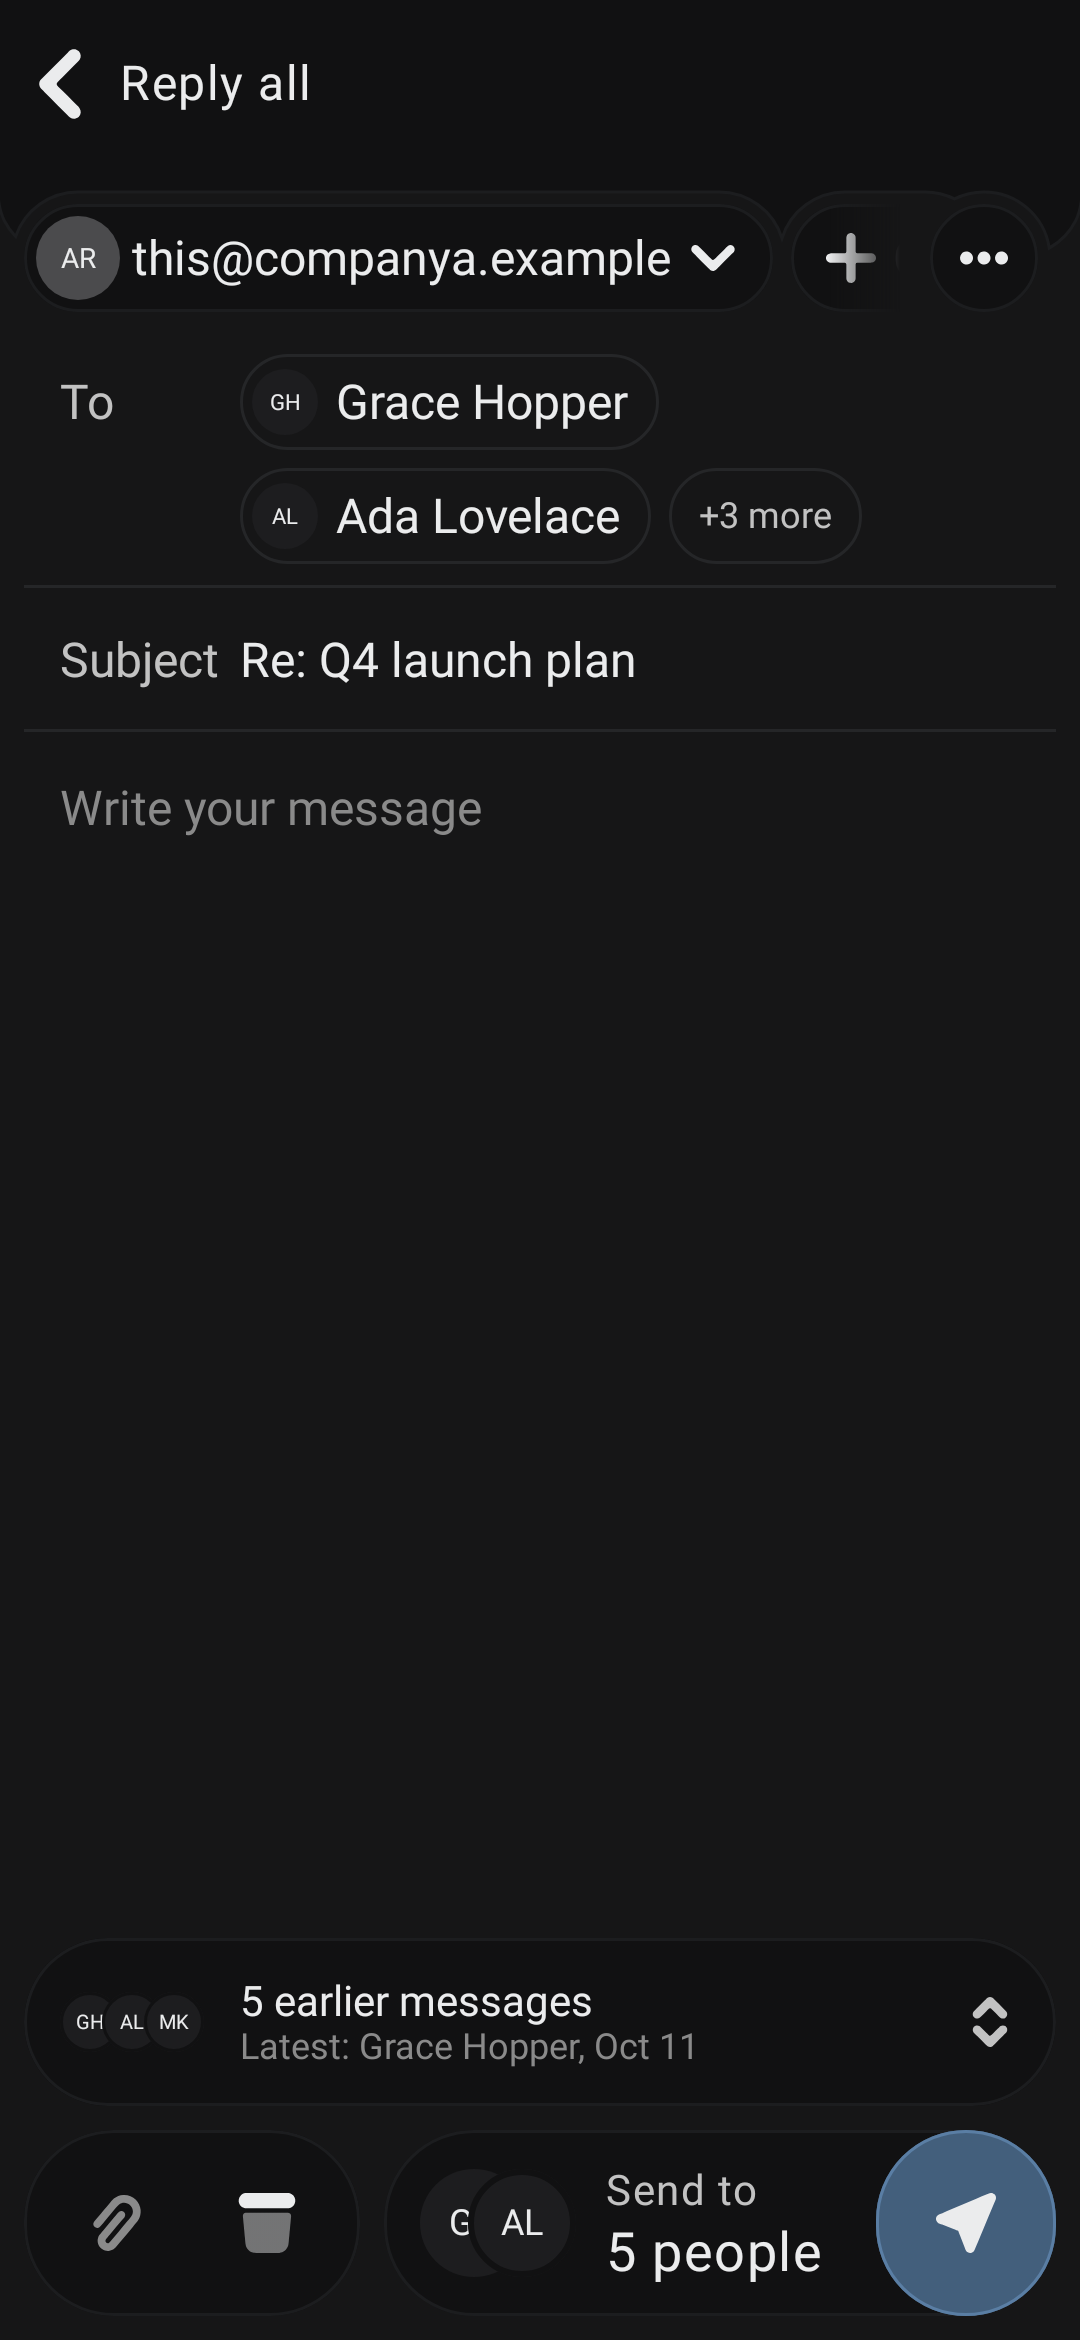 Reply all
AR this@companya.example
To GH Grace Hopper
AL Ada Lovelace +3 more
Subject Re: Q4 launch plan
Write your message
GH AL MK 5 earlier messages
Latest: Grace Hopper, Oct 11
G AL Send to
5 people